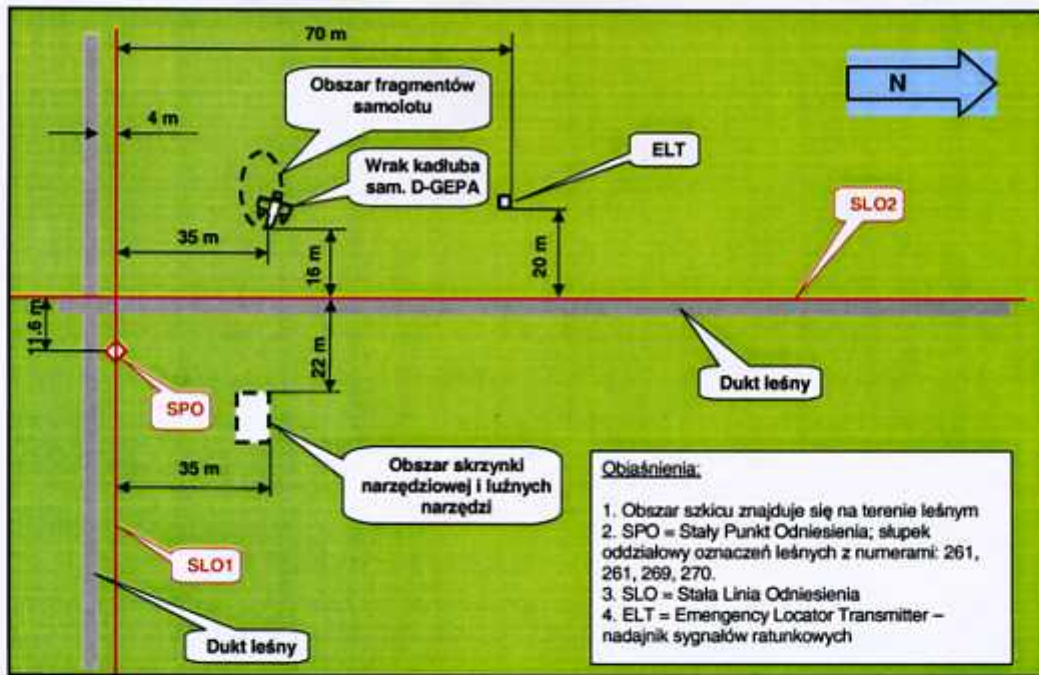 70 m
N
Obszar fragmentów
samolotu
4 m
Wrak kadłuba
sam. D-GEPA
ELT
SLO2
35 m
16 m
20 m
11.6 m
22 m
Dukt leśny
SPO
35 m
Obszar skrzynki
narzędziowej i luźnych
narzędzi
SLO1
Dukt leśny
Objaśnienia:
1. Obszar szkicu znajduje się na terenie leśnym
2. SPO = Stały Punkt Odniesienia; słupek
oddziałowy oznaczeń leśnych z numerami: 261,
261, 269, 270.
3. SLO = Stała Linia Odniesienia
4. ELT = Emengency Locator Transmitter –
nadajnik sygnałów ratunkowych